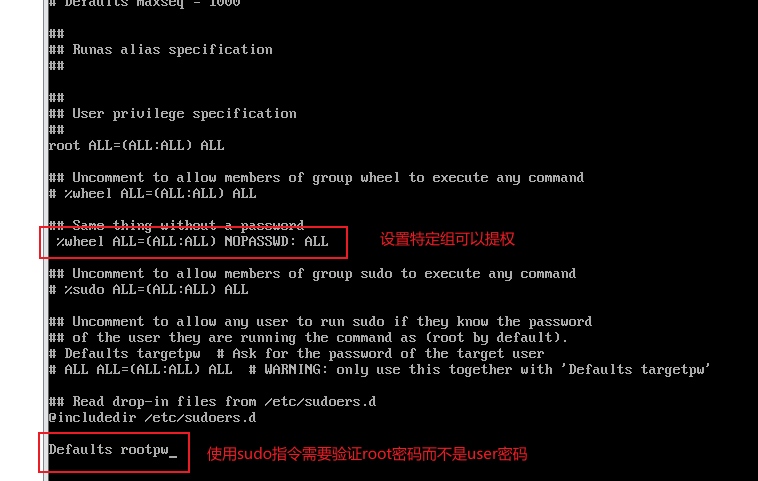 # Defaults maxseq = 1000
##
## Runas alias specification
##
##
## User privilege specification
##
root ALL=(ALL:ALL) ALL
## Uncomment to allow members of group wheel to execute any command
# %wheel ALL=(ALL:ALL) ALL
## Same thing without a password
%wheel ALL=(ALL:ALL) NOPASSWD: ALL
设置特定组可以提权
## Uncomment to allow members of group sudo to execute any command
# %sudo ALL=(ALL:ALL) ALL
## Uncomment to allow any user to run sudo if they know the password
## of the user they are running the command as (root by default).
# Defaults targetpw  # Ask for the password of the target user
# ALL ALL=(ALL:ALL) ALL  # WARNING: only use this together with 'Defaults targetpw'
## Read drop-in files from /etc/sudoers.d
@includedir /etc/sudoers.d
Defaults rootpw_
使用sudo指令需要验证root密码而不是user密码